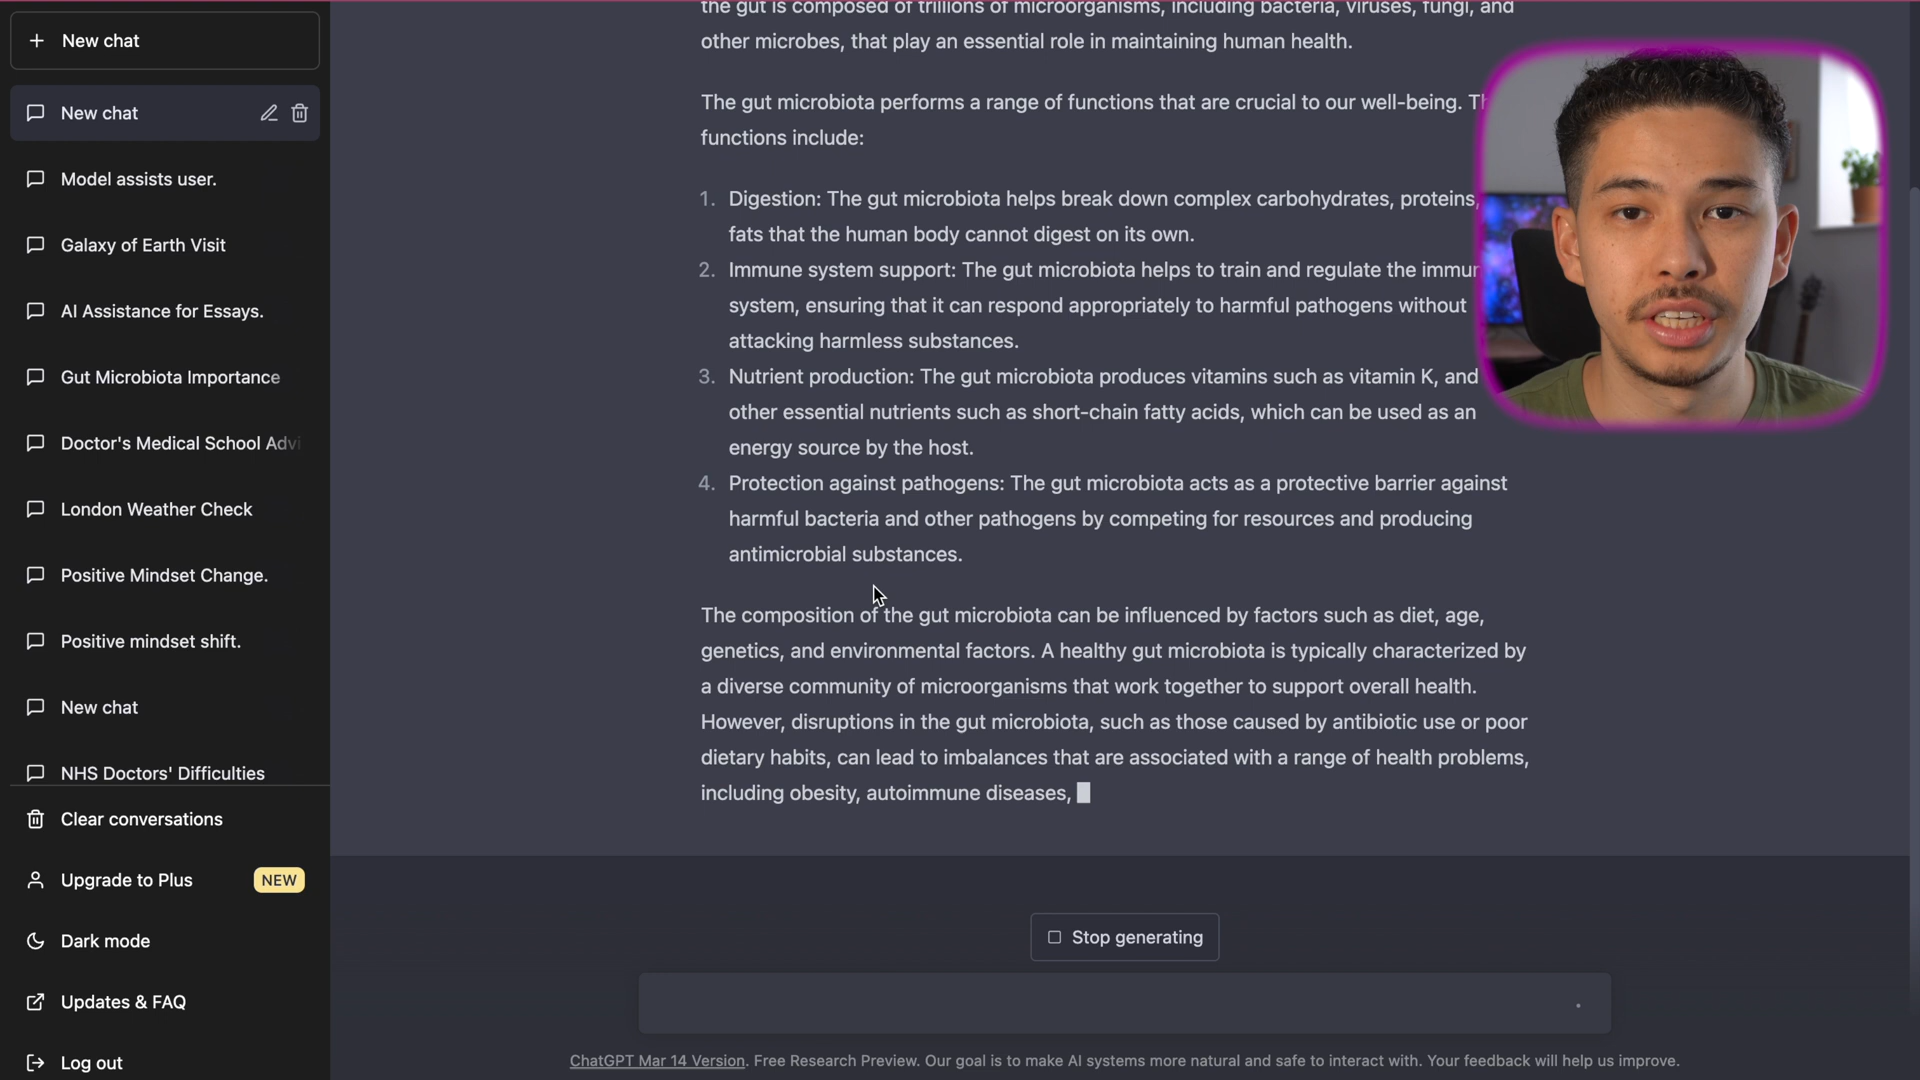 New chat
New chat
Model assists user.
Galaxy of Earth Visit
AI Assistance for Essays.
Gut Microbiota Importance
Doctor's Medical School Advi
London Weather Check
Positive Mindset Change.
Positive mindset shift.
New chat
NHS Doctors' Difficulties
Clear conversations
Upgrade to Plus NEW
Dark mode
Updates & FAQ
Log out
the gut is composed of trillions of microorganisms, including bacteria, viruses, fungi, and
other microbes, that play an essential role in maintaining human health.
The gut microbiota performs a range of functions that are crucial to our well-being.
functions include:
1. Digestion: The gut microbiota helps break down complex carbohydrates, proteins,
fats that the human body cannot digest on its own.
2. Immune system support: The gut microbiota helps to train and regulate the
system, ensuring that it can respond appropriately to harmful pathogens without
attacking harmless substances.
3. Nutrient production: The gut microbiota produces vitamins such as vitamin K, and
other essential nutrients such as short-chain fatty acids, which can be used as an
energy source by the host.
4. Protection against pathogens: The gut microbiota acts as a protective barrier against
harmful bacteria and other pathogens by competing for resources and producing
antimicrobial substances.
The composition of the gut microbiota can be influenced by factors such as diet, age,
genetics, and environmental factors. A healthy gut microbiota is typically characterized by
a diverse community of microorganisms that work together to support overall health.
However, disruptions in the gut microbiota, such as those caused by antibiotic use or poor
dietary habits, can lead to imbalances that are associated with a range of health problems,
including obesity, autoimmune diseases,
Stop generating
ChatGPT Mar 14 Version. Free Research Preview. Our goal is to make AI systems more natural and safe to interact with. Your feedback will help us improve.